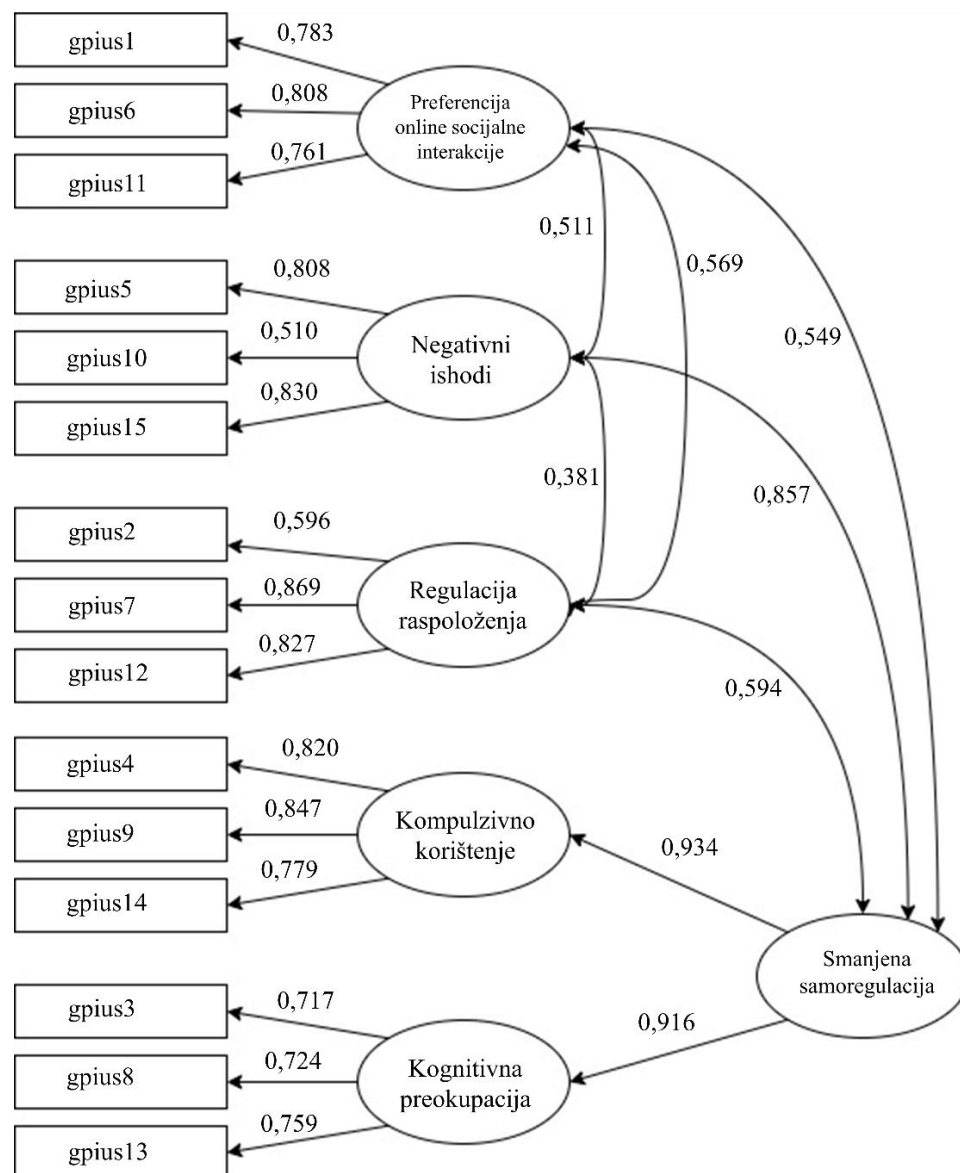 gpius1
0,783
gpius6
0,808
gpius11
0,761
Preferencija
online socijalne
interakcije
0,511
0,569
0,549
gpius5
0,808
gpius10
0,510
gpius15
0,830
Negativni
ishodi
0,381
0,857
gpius2
0,596
gpius7
0,869
gpius12
0,827
Regulacija
raspoloženja
0,594
gpius4
0,820
gpius9
0,847
gpius14
0,779
Kompulzivno
korištenje
0,934
Smanjena
samoregulacija
0,916
gpius3
0,717
gpius8
0,724
gpius13
0,759
Kognitivna
preokupacija